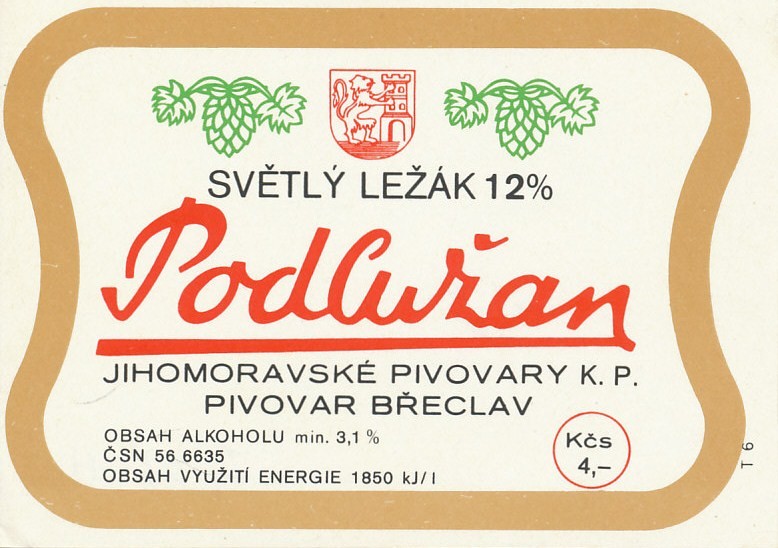 SVĚTLÝ LEŽÁK 12%
Podlužan
JIHOMORAVSKÉ PIVOVARY K. P.
PIVOVAR BŘECLAV
OBSAH ALKOHOLU min. 3,1 %
ČSN 56 6635
OBSAH VYUŽITÍ ENERGIE 1850 kJ/l
Kčs
4,–
T 6